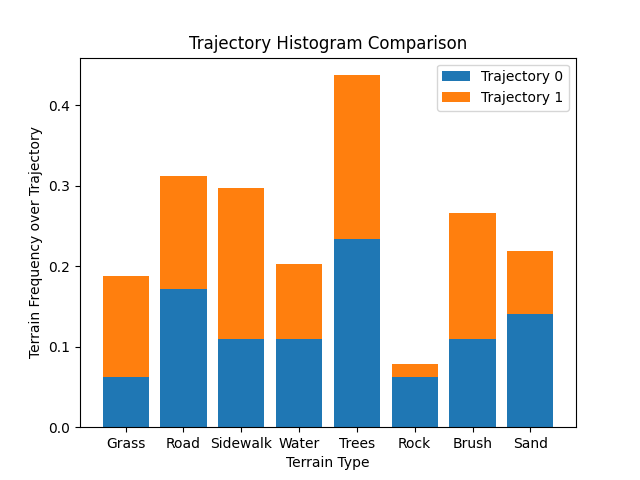 Trajectory Histogram Comparison
Trajectory 0
Trajectory 1
Terrain Frequency over Trajectory
0.4
0.3
0.2
0.1
0.0
Grass Road Sidewalk Water Trees Rock Brush Sand
Terrain Type